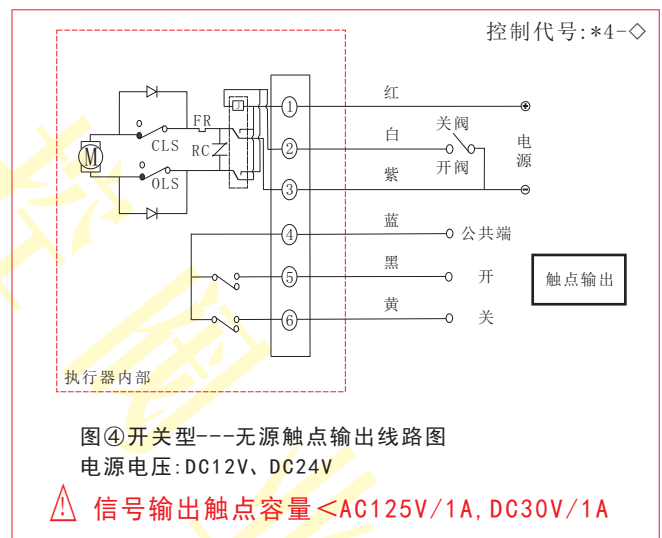 控制代号:*4-◇
红
①
FR
白
关阀
电源
CLS
RC
②
M
开阀
紫
OLS
③
蓝
④
公共端
黑
⑤
开
触点输出
黄
⑥
关
执行器内部
图④开关型---无源触点输出线路图
电源电压:DC12V、DC24V
信号输出触点容量<AC125V/1A,DC30V/1A